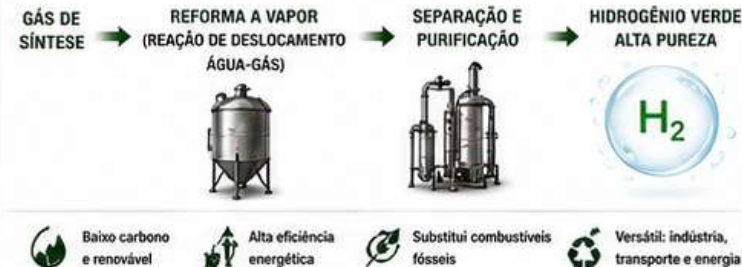 GÁS DE
SÍNTESE
REFORMA A VAPOR
(REAÇÃO DE DESLOCAMENTO
ÁGUA-GÁS)
SEPARAÇÃO E
PURIFICAÇÃO
HIDROGÊNIO VERDE
ALTA PUREZA
H₂
Baixo carbono
e renovável
Alta eficiência
energética
Substitui combustíveis
fósseis
Versátil: indústria,
transporte e energia